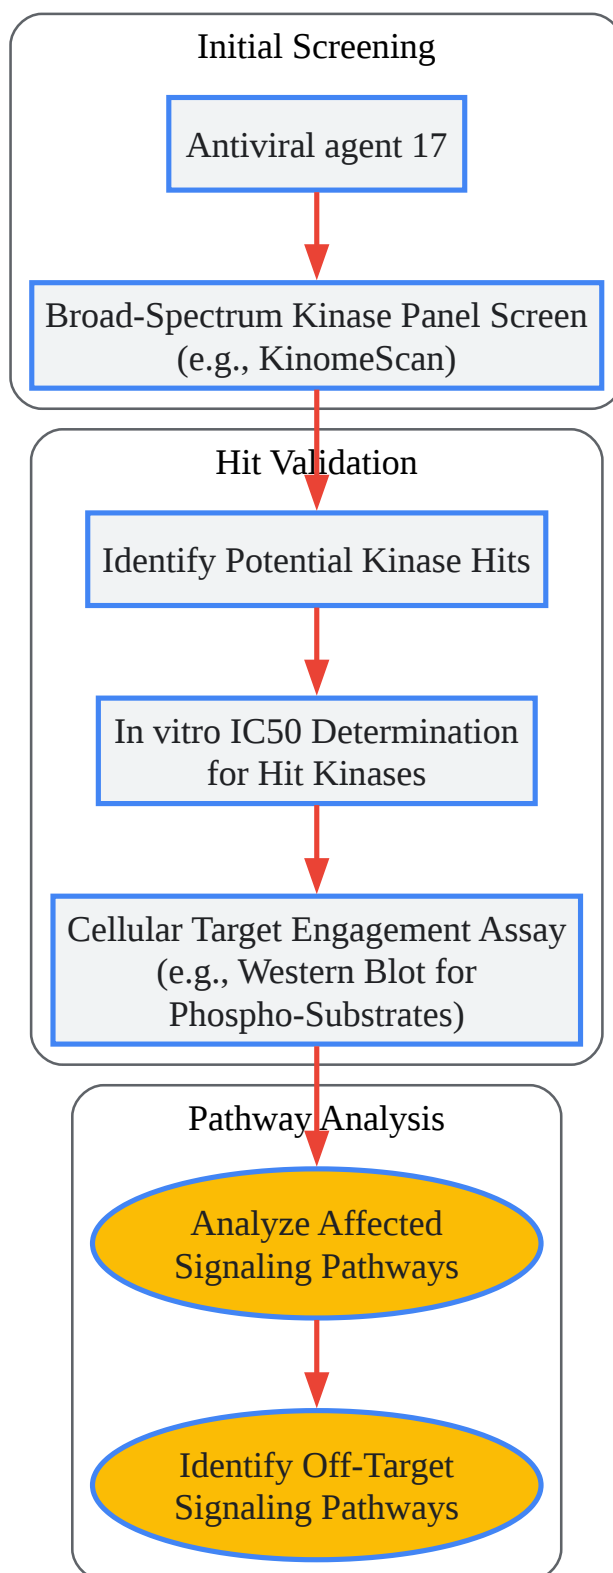 Initial Screening
Antiviral agent 17
Broad-Spectrum Kinase Panel Screen
(e.g., KinomeScan)
Hit Validation
Identify Potential Kinase Hits
In vitro IC50 Determination
for Hit Kinases
Cellular Target Engagement Assay
(e.g., Western Blot for
Phospho-Substrates)
Pathway Analysis
Analyze Affected
Signaling Pathways
Identify Off-Target
Signaling Pathways